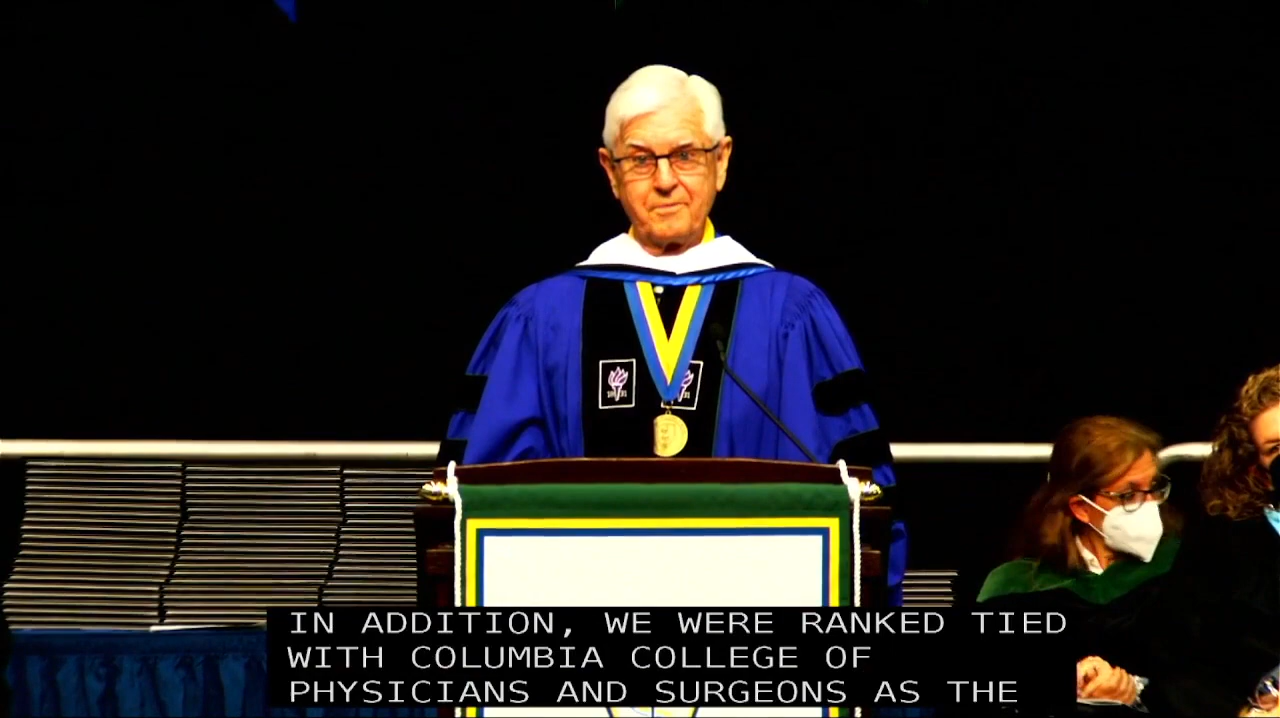 IN ADDITION, WE WERE RANKED TIED
WITH COLUMBIA COLLEGE OF
PHYSICIANS AND SURGEONS AS THE